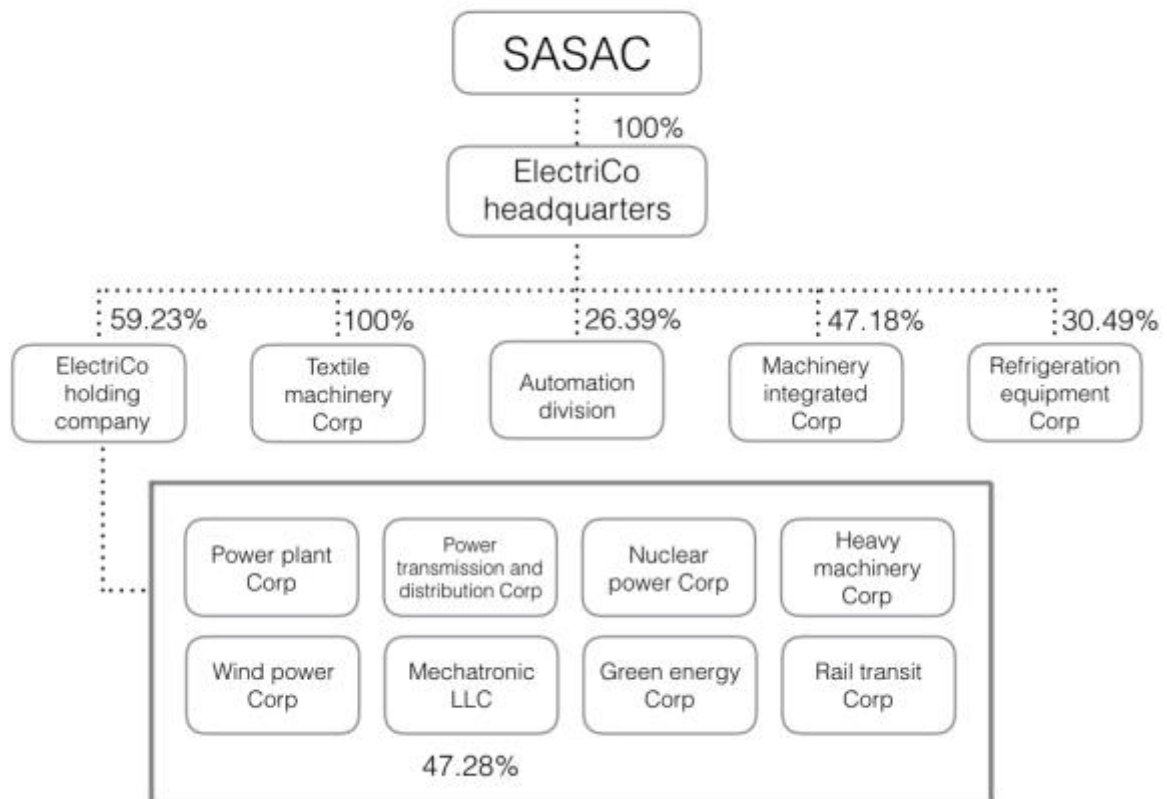 SASAC
100%
ElectriCo
headquarters
59.23%
100%
26.39%
47.18%
30.49%
ElectriCo
holding
company
Textile
machinery
Corp
Automation
division
Machinery
integrated
Corp
Refrigeration
equipment
Corp
Power plant
Corp
Power
transmission and
distribution Corp
Nuclear
power Corp
Heavy
machinery
Corp
Wind power
Corp
Mechatronic
LLC
Green energy
Corp
Rail transit
Corp
47.28%